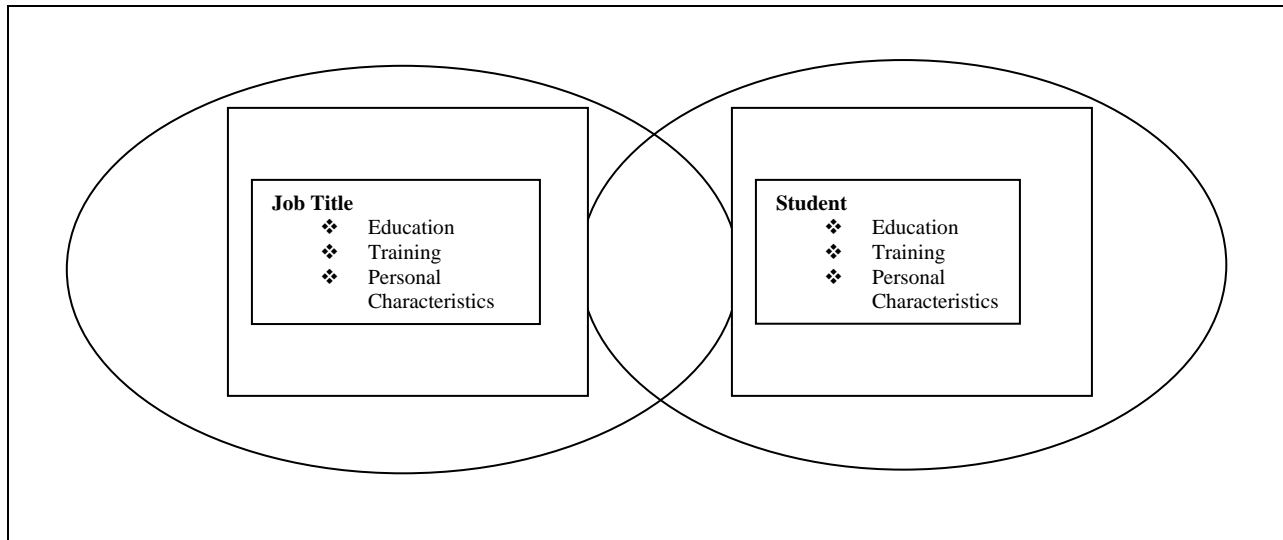 Job Title
❖ Education
❖ Training
❖ Personal
Characteristics
Student
❖ Education
❖ Training
❖ Personal
Characteristics